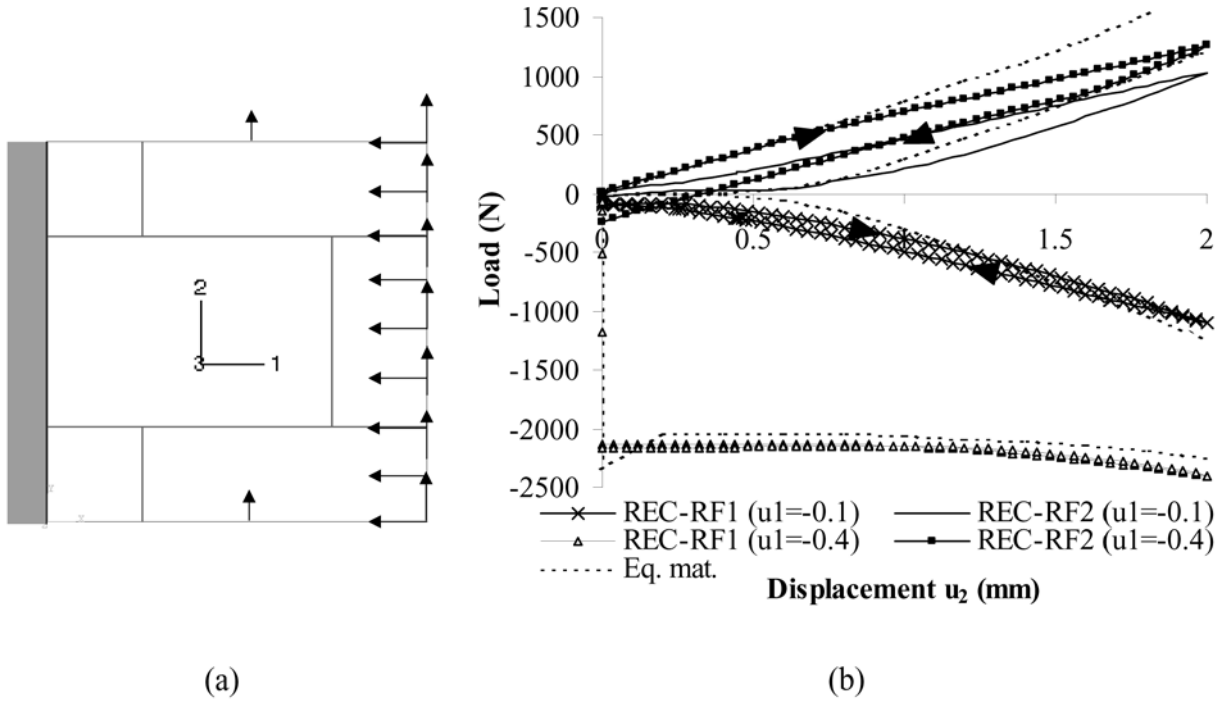 2
3
1
1500
1000
500
0
-500
-1000
-1500
-2000
-2500
0
0.5
1
1.5
2
Load (N)
REC-RF1 (u1=-0.1)
REC-RF2 (u1=-0.1)
REC-RF1 (u1=-0.4)
REC-RF2 (u1=-0.4)
Eq. mat.
Displacement u₂ (mm)
(a)
(b)